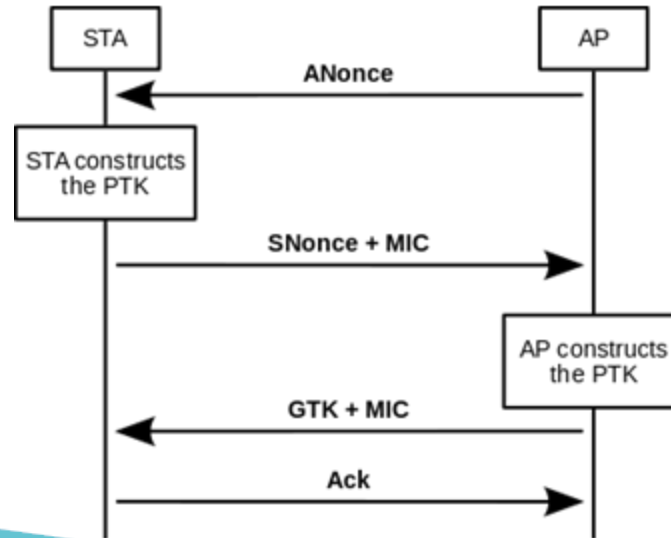 STA
AP
ANonce
STA constructs
the PTK
SNonce + MIC
AP constructs
the PTK
GTK + MIC
Ack